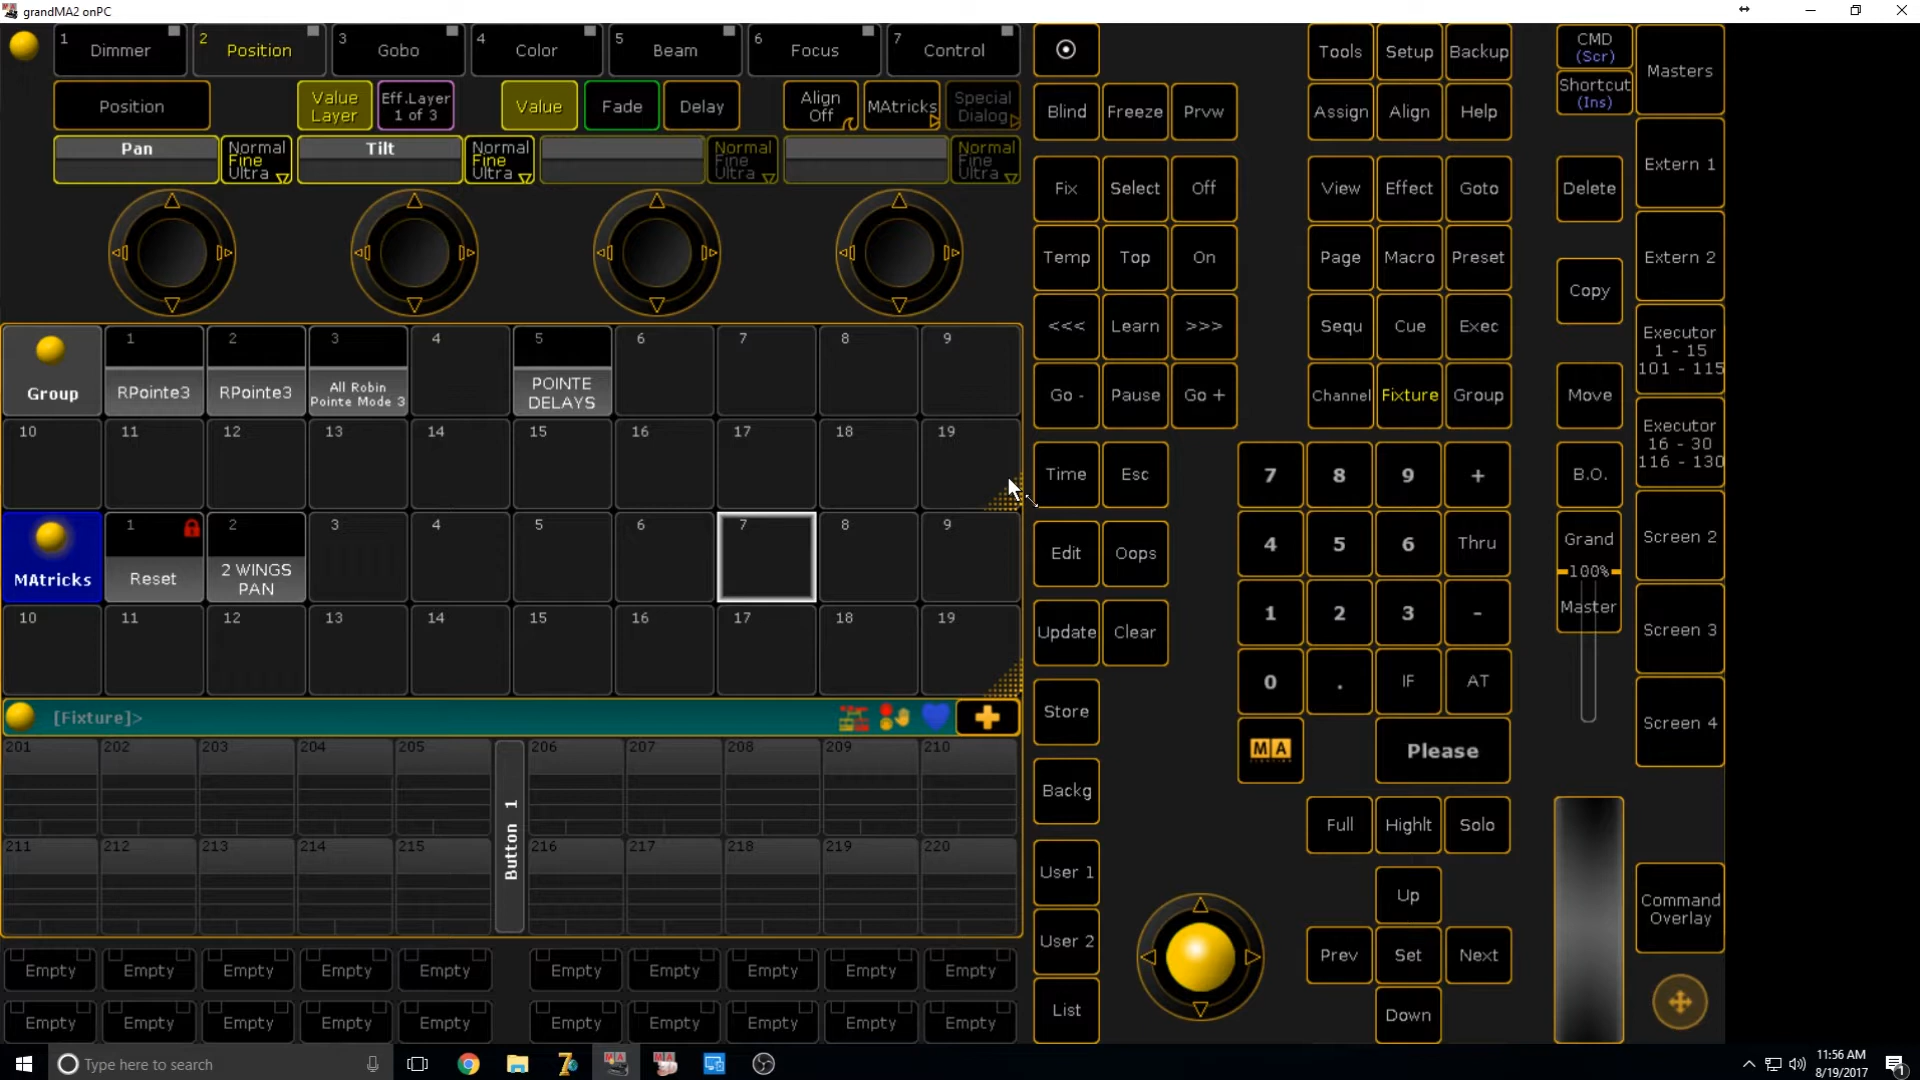 grandMA2 onPC
1 Dimmer 2 Position 3 Gobo 4 Color 5 Beam 6 Focus 7 Control
Position Value Layer Eff.Layer 1 of 3 Value Fade Delay Align Off MAtricks Special Dialog
Pan Normal Fine Ultra Tilt Normal Fine Ultra Normal Fine Ultra Normal Fine Ultra
Group 1 RPointe3 2 RPointe3 3 All Robin Pointe Mode 3 4 5 POINTE DELAYS 6 7 8 9
10 11 12 13 14 15 16 17 18 19
MAtricks 1 Reset 2 2 WINGS PAN 3 4 5 6 7 8 9
10 11 12 13 14 15 16 17 18 19
[Fixture]>
201 202 203 204 205 206 207 208 209 210
Button 1
211 212 213 214 215 216 217 218 219 220
Empty Empty Empty Empty Empty Empty Empty Empty Empty Empty
Empty Empty Empty Empty Empty Empty Empty Empty Empty Empty
Tools Setup Backup CMD (Scr) Masters
Blind Freeze Prvw Assign Align Help Shortcut (Ins)
Fix Select Off View Effect Goto Delete Extern 1
Temp Top On Page Macro Preset Copy Extern 2
<<< Learn >>> Sequ Cue Exec Executor 1 - 15 101 - 115
Go - Pause Go + Channel Fixture Group Move Executor 16 - 30 116 - 130
Time Esc 7 8 9 + B.O.
Edit Oops 4 5 6 Thru Grand 100% Master Screen 2
Update Clear 1 2 3 - Screen 3
Store 0 . IF AT Screen 4
Backg MA LIGHTING Please
User 1 Full Highlt Solo
User 2 Up Command Overlay
Prev Set Next
List Down
Type here to search
11:56 AM
8/19/2017
1